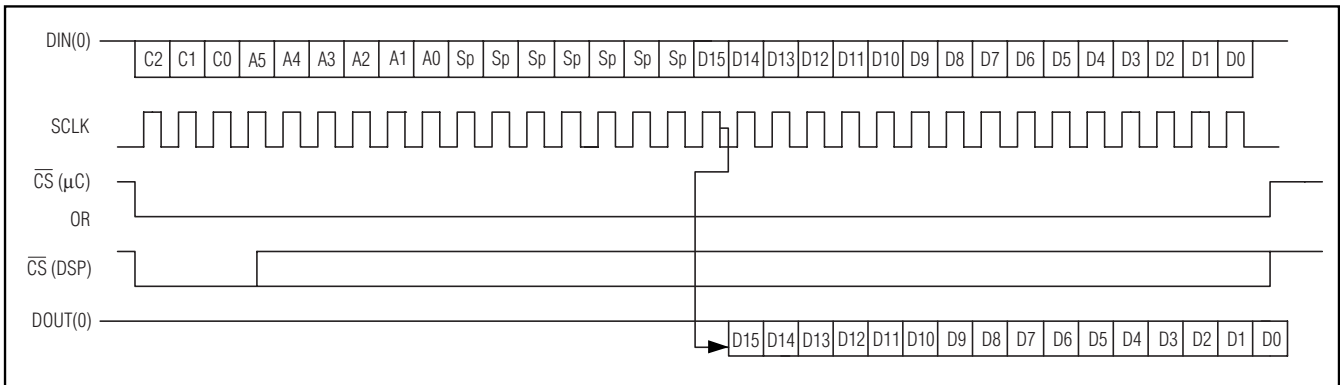 DIN(0)
C2 C1 C0 A5 A4 A3 A2 A1 A0 Sp Sp Sp Sp Sp Sp Sp D15 D14 D13 D12 D11 D10 D9 D8 D7 D6 D5 D4 D3 D2 D1 D0
SCLK
CS (μC)
OR
CS (DSP)
DOUT(0)
D15 D14 D13 D12 D11 D10 D9 D8 D7 D6 D5 D4 D3 D2 D1 D0